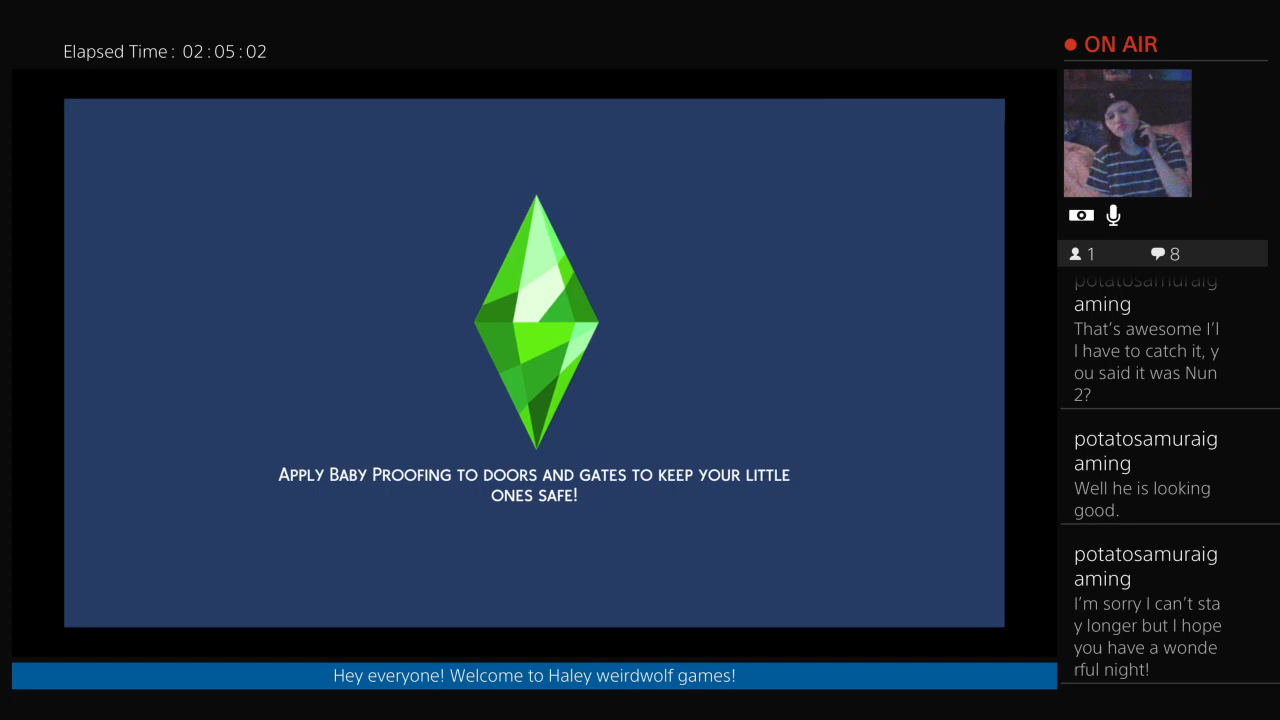 Elapsed Time: 02:05:02
ON AIR
1 8
potatosamuraig
aming
That's awesome I'l
l have to catch it, y
ou said it was Nun
2?
potatosamuraig
aming
Well he is looking
good.
potatosamuraig
aming
I'm sorry I can't sta
y longer but I hope
you have a wonde
rful night!
APPLY BABY PROOFING TO DOORS AND GATES TO KEEP YOUR LITTLE
ONES SAFE!
Hey everyone! Welcome to Haley weirdwolf games!